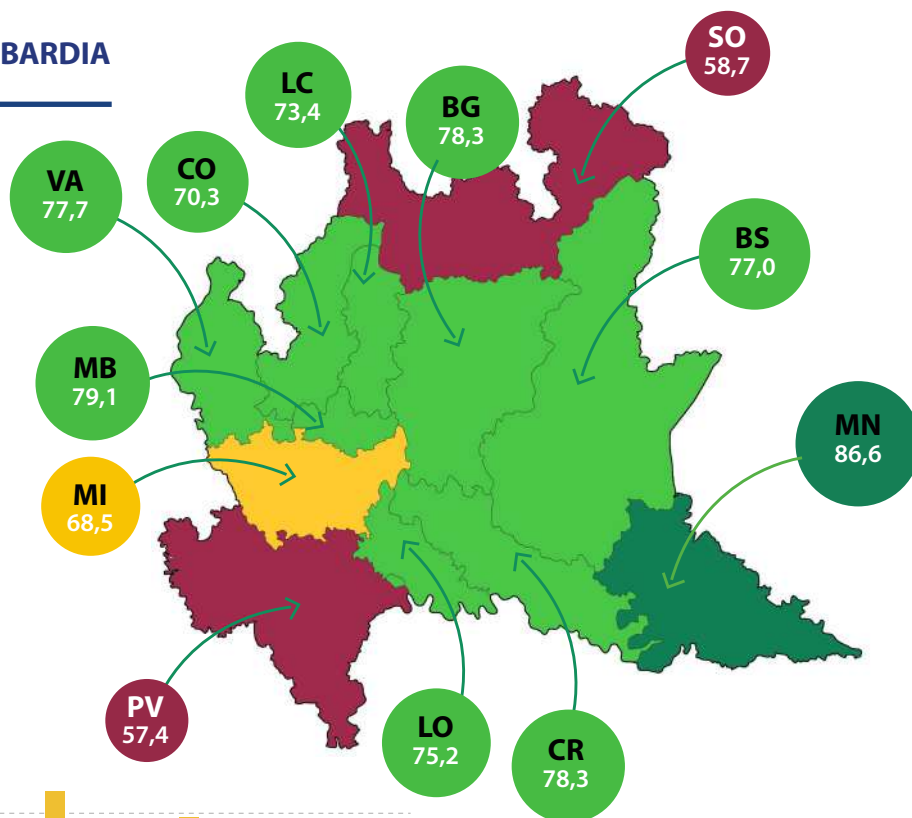 BARDIA
SO
58,7
LC
73,4
BG
78,3
CO
70,3
VA
77,7
BS
77,0
MB
79,1
MN
86,6
MI
68,5
PV
57,4
LO
75,2
CR
78,3